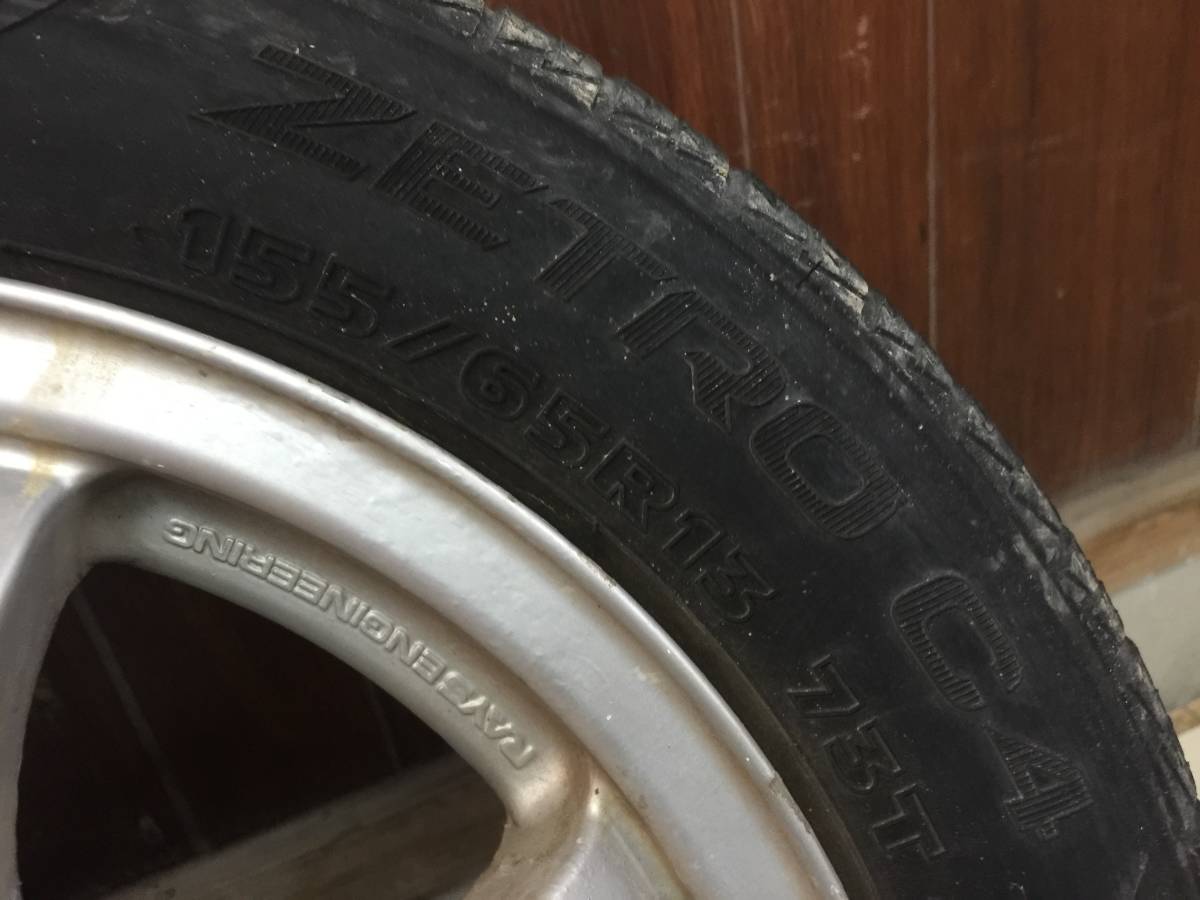 ZETRO C4
155/65R13 73T
RAYSENGINEERING